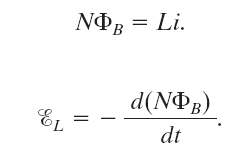 NΦ_B = Li.
ℰ_L = − d(NΦ_B)/dt.